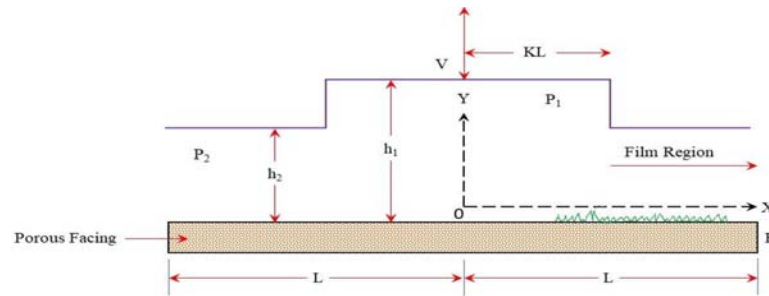 KL
V
Y
P1
P2
h1
h2
Film Region
O
X
Porous Facing
L
L